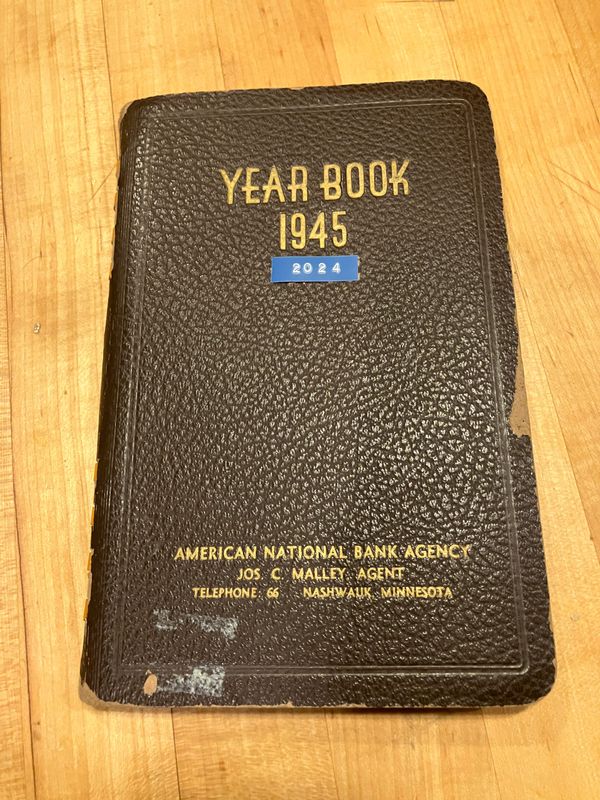 YEAR BOOK
1945
2024
AMERICAN NATIONAL BANK AGENCY
JOS. C. MALLEY, AGENT
TELEPHONE 66 NASHWAUK, MINNESOTA